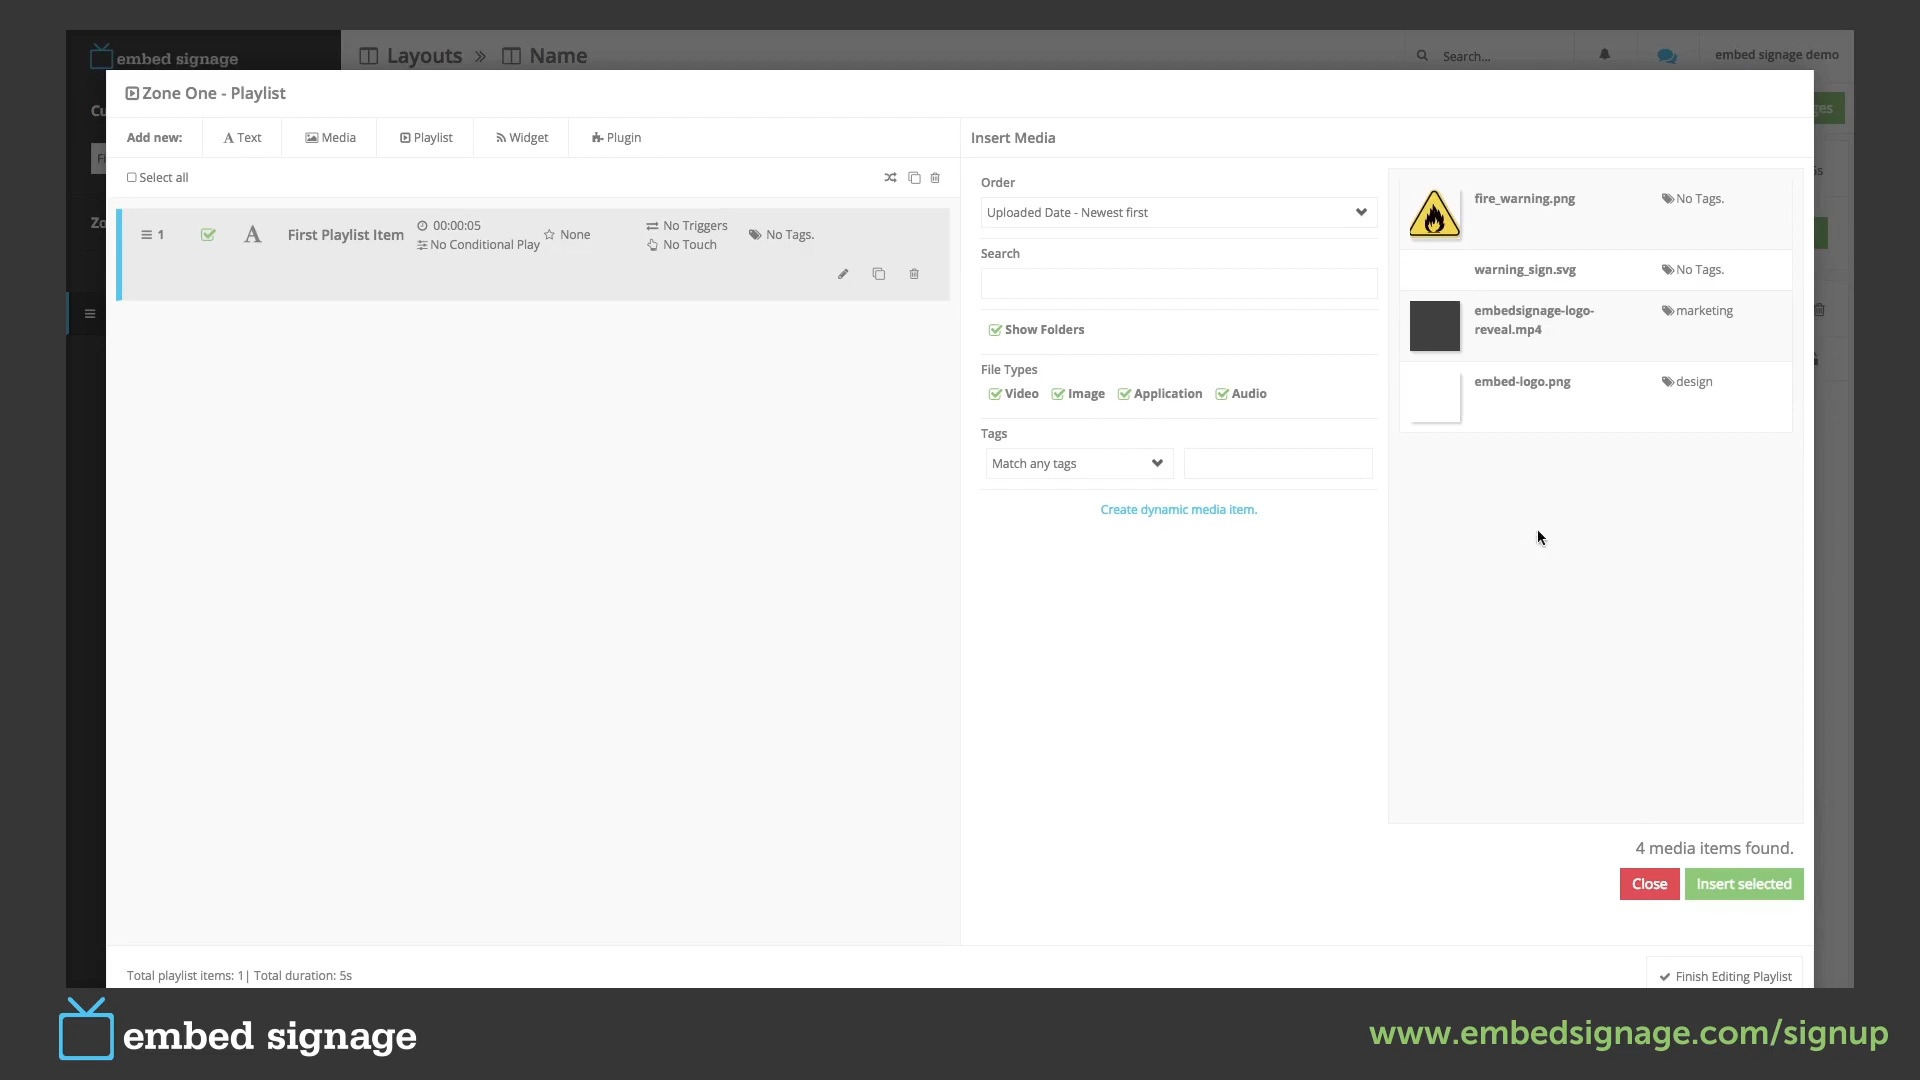 embed signage
Layouts » Name
Search...
embed signage demo
Zone One - Playlist
Add new:
Text
Media
Playlist
Widget
Plugin
Insert Media
Select all
1
First Playlist Item
00:00:05
No Conditional Play
None
No Triggers
No Touch
No Tags.
Order
Uploaded Date - Newest first
Search
Show Folders
File Types
Video
Image
Application
Audio
Tags
Match any tags
Create dynamic media item.
fire_warning.png
No Tags.
warning_sign.svg
No Tags.
embedsignage-logo-
reveal.mp4
marketing
embed-logo.png
design
4 media items found.
Close
Insert selected
Total playlist items: 1| Total duration: 5s
Finish Editing Playlist
embed signage
www.embedsignage.com/signup